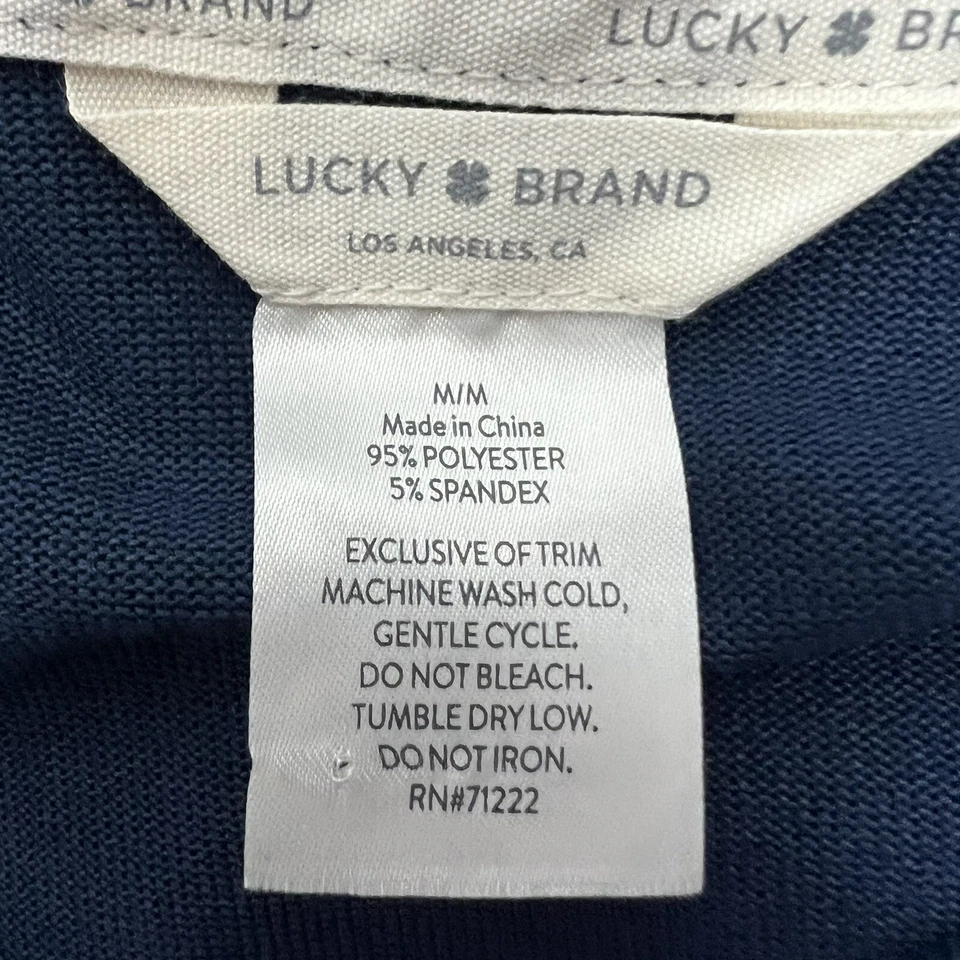 BRAND LUCKY BR
LUCKY BRAND
LOS ANGELES, CA
M/M
Made in China
95% POLYESTER
5% SPANDEX
EXCLUSIVE OF TRIM
MACHINE WASH COLD,
GENTLE CYCLE.
DO NOT BLEACH.
TUMBLE DRY LOW.
DO NOT IRON.
RN#71222